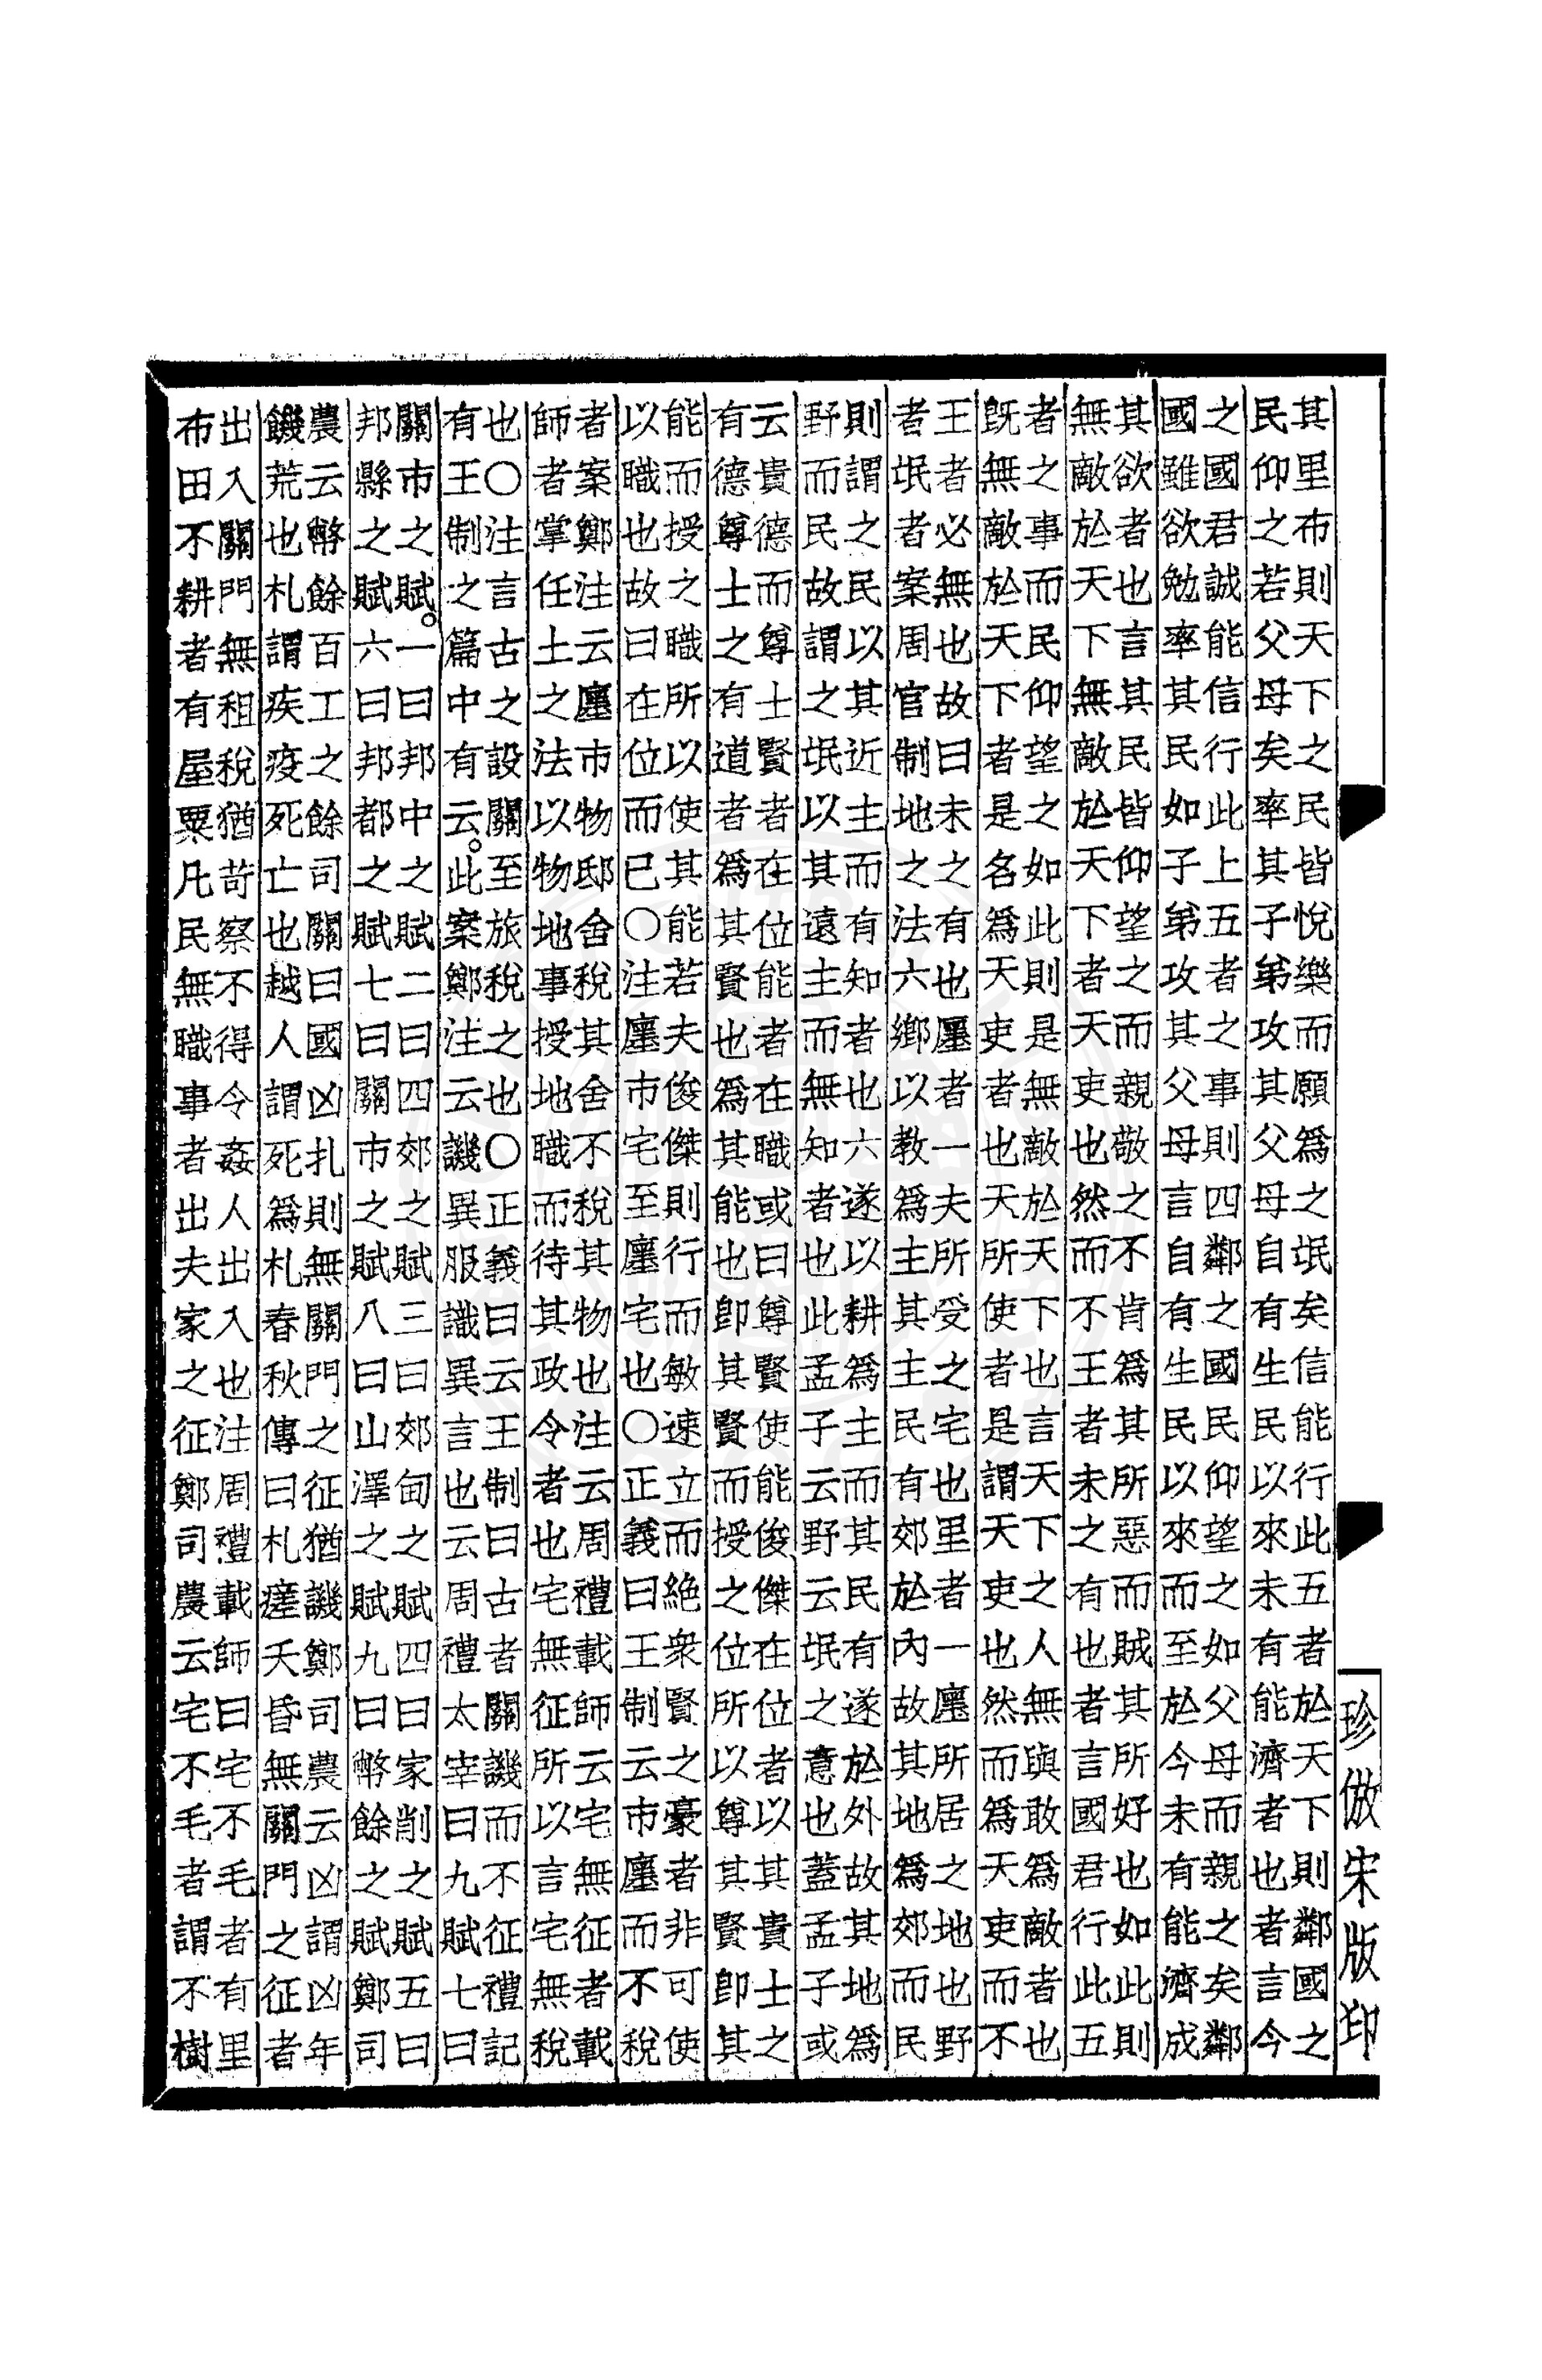 其里布則天下之民皆悅樂而願爲之氓矣信能行此五者於天下則鄰國之
民仰之若父母矣率其子弟攻其父母自有生民以來未有能濟者也者言今
之國君誠能信行此上五者之事則四鄰之國民仰望之如父母而親之矣鄰
國雖欲勉率其民如子弟攻其父母言自有生民以來而至於今未有能濟成
其欲者也言其民皆仰望之而親敬之不肯爲其所惡而賊其所好也如此則
無敵於天下無敵於天下者天吏也然而不王者未之有也者言國君行此五
者之事而民仰望之如此則是無敵於天下也言天下之人無與敢爲敵者也
旣無敵於天下者是名爲天吏者也天所使者是謂天吏也然而爲天吏而不
王者必無也故曰未之有也廛者一夫所受之宅也里者一廛所居之地也野
者氓者案周官制地之法六鄉以教爲主其主民有郊於內故其地爲郊而民
則謂之民以其近主而有知者也六遂以耕爲主而其民有遂於外故其地爲
野而民故謂之氓以其遠主而無知者也此孟子云野云氓之意也蓋孟子或
云貴德而尊士賢者在位能者在職或曰尊賢使能俊傑在位者以其貴士之
有德尊士之有道者爲其賢也爲其能也卽其賢而授之位所以尊其賢卽其
能而授之職所以使其能若夫俊傑則行而敏速立而絕衆賢之豪者非可使
以職也故曰在位而已○注廛市宅至廛宅也○正義曰王制云市廛而不稅
者案鄭注云廛市物邸舍稅其舍不稅其物也注云周禮載師云宅無征者載
師者掌任土之法以物地事授地職而待其政令者也宅無征所以言宅無稅
也○注言古之設關至旅稅之也○正義曰云王制曰古者關譏而不征禮記
有王制之篇中有云。此案鄭注云譏異服識異言也云周禮太宰曰九賦七曰
關市之賦。一曰邦中之賦二曰四郊之賦三曰郊甸之賦四曰家削之賦五曰
邦縣之賦六曰邦都之賦七曰關市之賦八曰山澤之賦九曰幣餘之賦鄭司
農云幣餘百工之餘司關曰國凶扎則無關門之征猶譏鄭司農云凶謂凶年
饑荒也札謂疾疫死亡也越人謂死爲札春秋傳曰札瘥夭昏無關門之征者
出入關門無租稅猶苛察不得令姦人出入也注周禮載師曰宅不毛者有里
布田不耕者有屋粟凡民無職事者出夫家之征鄭司農云宅不毛者謂不樹
珍倣宋版印